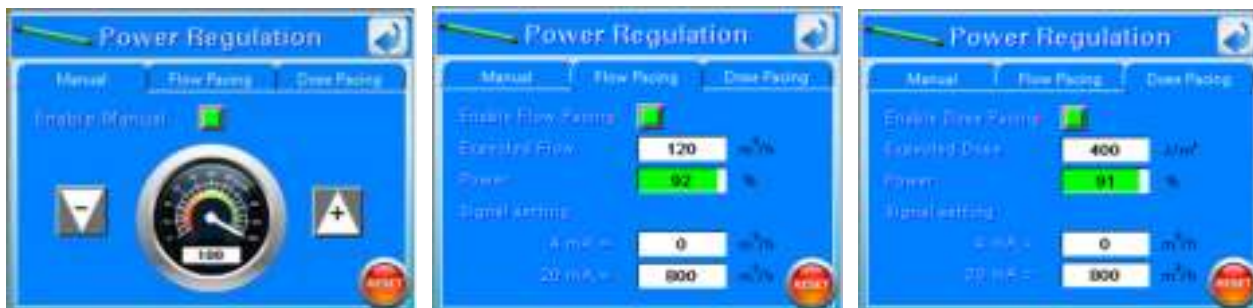 Power Regulation
Manual Flow Pacing Dose Pacing
Enable Manual
-
+
100
RESET
Power Regulation
Manual Flow Pacing Dose Pacing
Enable Flow Pacing
Expected Flow 120 m³/h
Power 92 %
Signal setting
4 mA = 0 m³/h
20 mA = 800 m³/h
RESET
Power Regulation
Manual Flow Pacing Dose Pacing
Enable Dose Pacing
Expected Dose 400 J/m²
Power 91 %
Signal setting
4 mA = 0 m³/h
20 mA = 800 m³/h
RESET